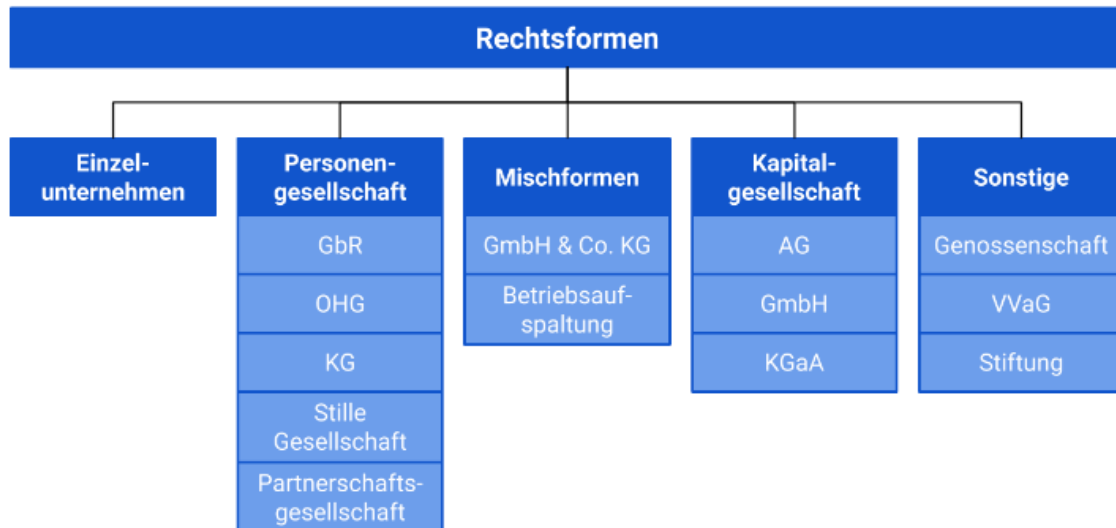 Rechtsformen
Einzel-
unternehmen
Personen-
gesellschaft
GbR
OHG
KG
Stille
Gesellschaft
Partnerschafts-
gesellschaft
Mischformen
GmbH & Co. KG
Betriebsauf-
spaltung
Kapital-
gesellschaft
AG
GmbH
KGaA
Sonstige
Genossenschaft
VVaG
Stiftung